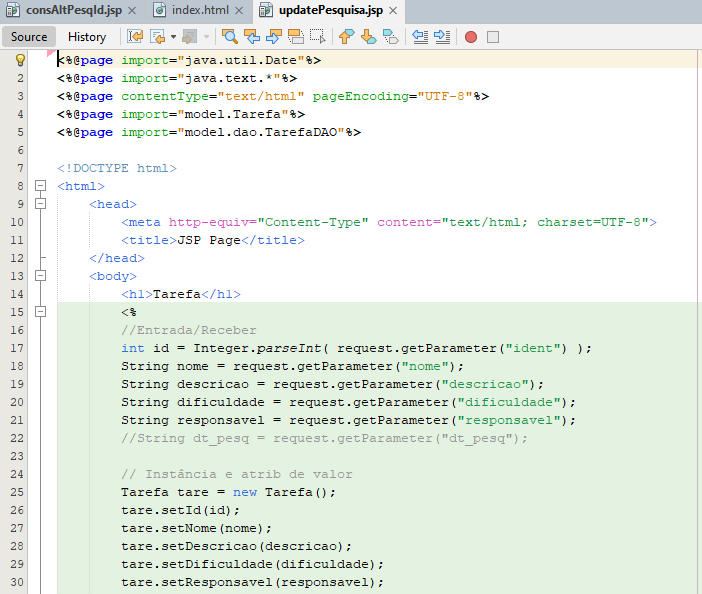 consAltPesqId.jsp index.html updatePesquisa.jsp
Source History
<%@page import="java.util.Date"%>
2 <%@page import="java.text.*"%>
3 <%@page contentType="text/html" pageEncoding="UTF-8"%>
4 <%@page import="model.Tarefa"%>
5 <%@page import="model.dao.TarefaDAO"%>
6
7 <!DOCTYPE html>
8 <html>
9 <head>
10 <meta http-equiv="Content-Type" content="text/html; charset=UTF-8">
11 <title>JSP Page</title>
12 </head>
13 <body>
14 <h1>Tarefa</h1>
15 <%
16 //Entrada/Receber
17 int id = Integer.parseInt( request.getParameter("ident") );
18 String nome = request.getParameter("nome");
19 String descricao = request.getParameter("descricao");
20 String dificuldade = request.getParameter("dificuldade");
21 String responsavel = request.getParameter("responsavel");
22 //String dt_pesq = request.getParameter("dt_pesq");
23
24 // Instância e atrib de valor
25 Tarefa tare = new Tarefa();
26 tare.setId(id);
27 tare.setNome(nome);
28 tare.setDescricao(descricao);
29 tare.setDificuldade(dificuldade);
30 tare.setResponsavel(responsavel);